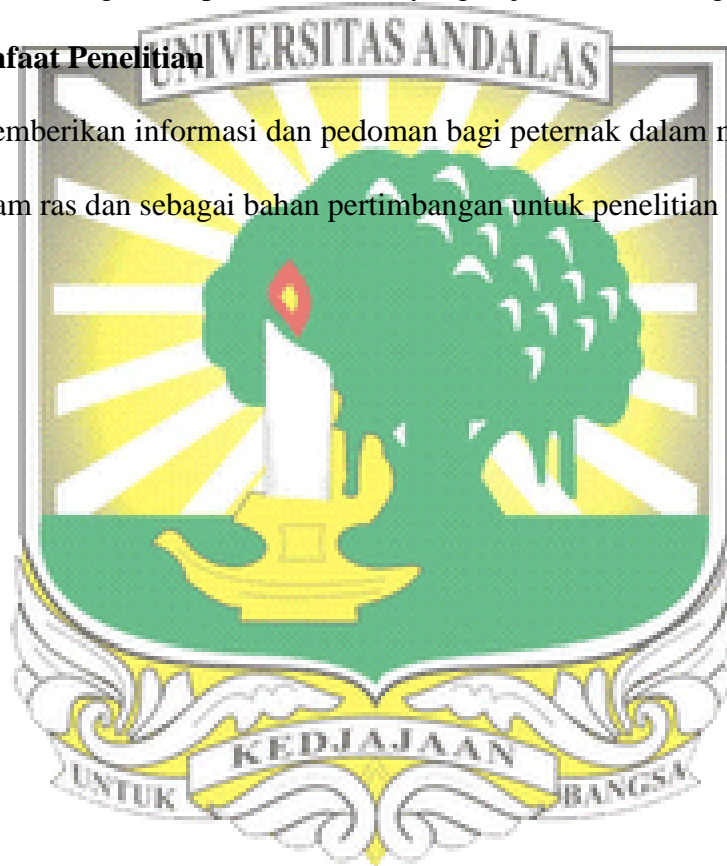 UNIVERSITAS ANDALAS
nfaat Penelitian
emberikan informasi dan pedoman bagi peternak dalam
am ras dan sebagai bahan pertimbangan untuk penelitian
UNTUK KEDJAJAAN BANGSA